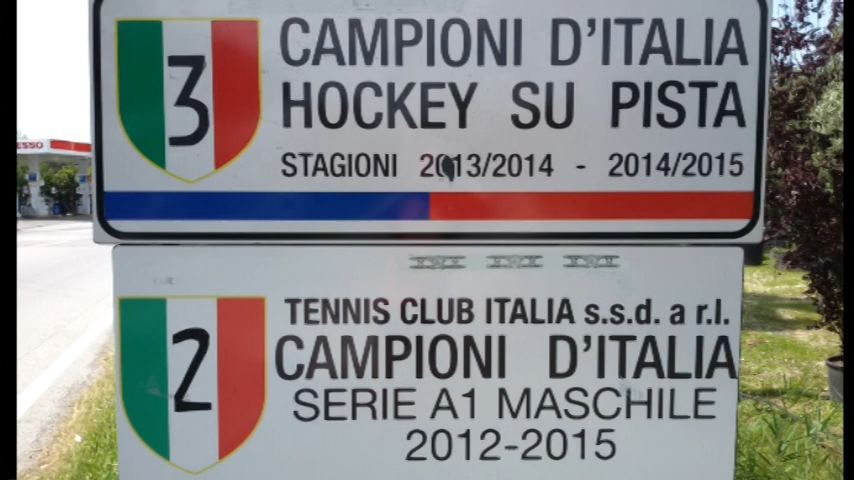 ESSO
3
CAMPIONI D'ITALIA
HOCKEY SU PISTA
STAGIONI 2013/2014 - 2014/2015
2
TENNIS CLUB ITALIA s.s.d. a r.l.
CAMPIONI D'ITALIA
SERIE A1 MASCHILE
2012-2015